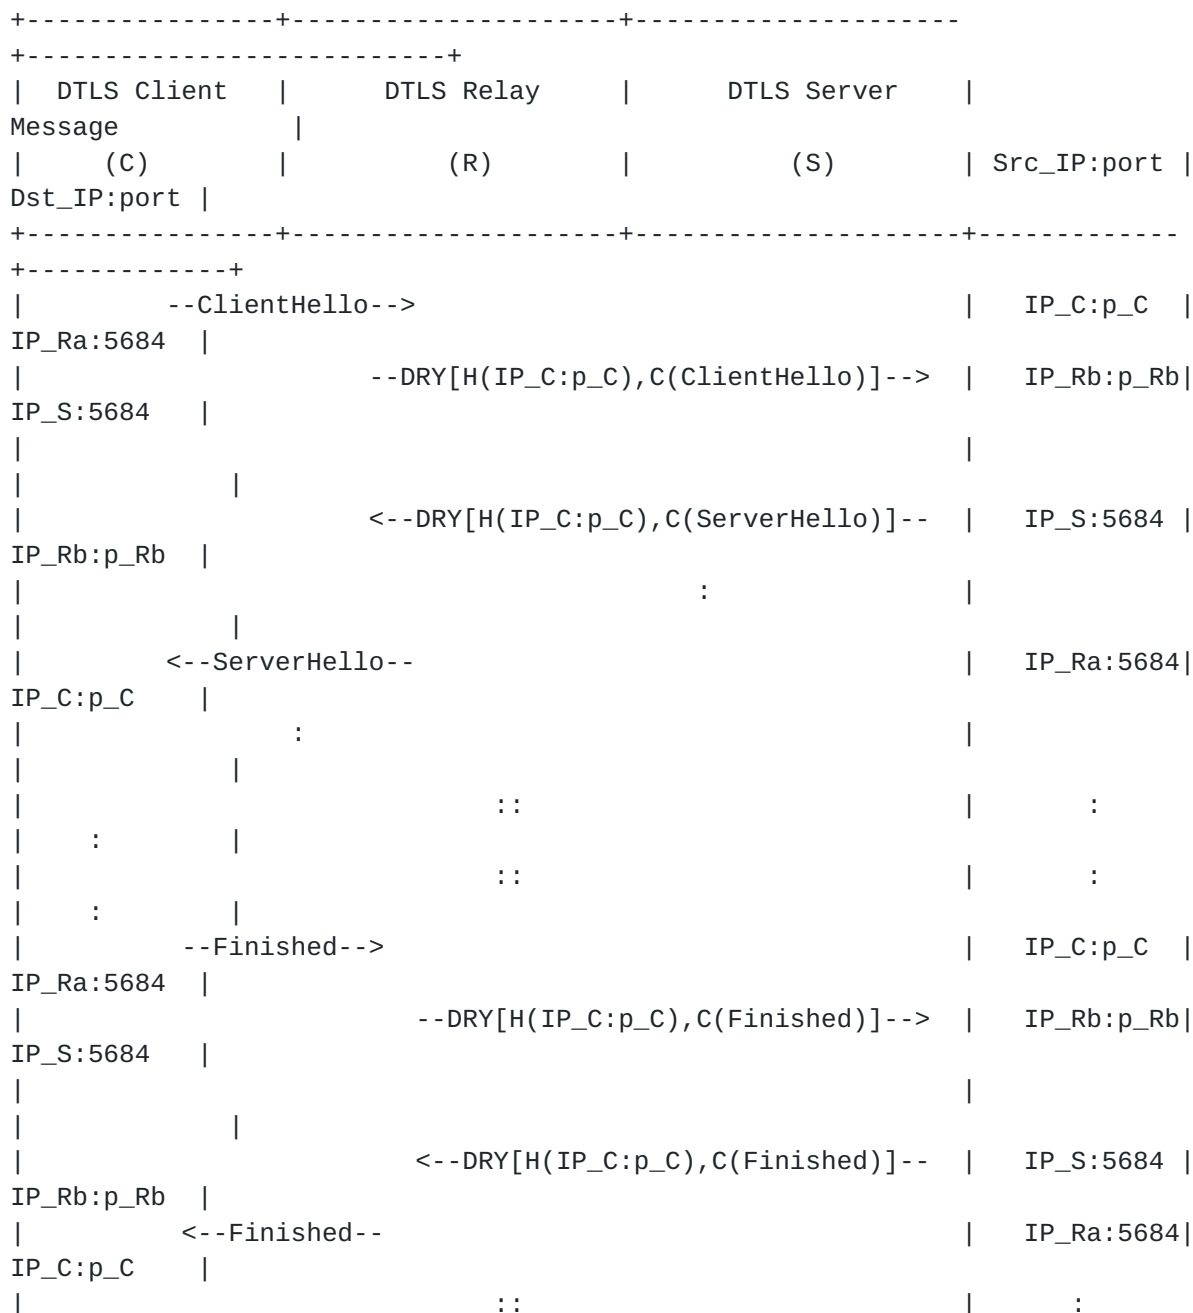 +----------------+---------------------+---------------------
+---------------------------+
|  DTLS Client   |      DTLS Relay     |      DTLS Server    |
Message           |
|     (C)        |          (R)        |          (S)        | Src_IP:port |
Dst_IP:port |
+----------------+---------------------+---------------------+-------------
+-------------+
|         --ClientHello-->                                   |   IP_C:p_C  |
IP_Ra:5684  |
|                      --DRY[H(IP_C:p_C),C(ClientHello)]-->  |   IP_Rb:p_Rb|
IP_S:5684   |
|                                                            |
|             |
|                      <--DRY[H(IP_C:p_C),C(ServerHello)]--  |   IP_S:5684 |
IP_Rb:p_Rb  |
|                                           :                |
|             |
|         <--ServerHello--                                   |   IP_Ra:5684|
IP_C:p_C    |
|                 :                                          |
|             |
|                              ::                            |       :
|    :        |
|                              ::                            |       :
|    :        |
|          --Finished-->                                     |   IP_C:p_C  |
IP_Ra:5684  |
|                         --DRY[H(IP_C:p_C),C(Finished)]-->  |   IP_Rb:p_Rb|
IP_S:5684   |
|                                                            |
|             |
|                         <--DRY[H(IP_C:p_C),C(Finished)]--  |   IP_S:5684 |
IP_Rb:p_Rb  |
|          <--Finished--                                     |   IP_Ra:5684|
IP_C:p_C    |
|                              ::                            |      :